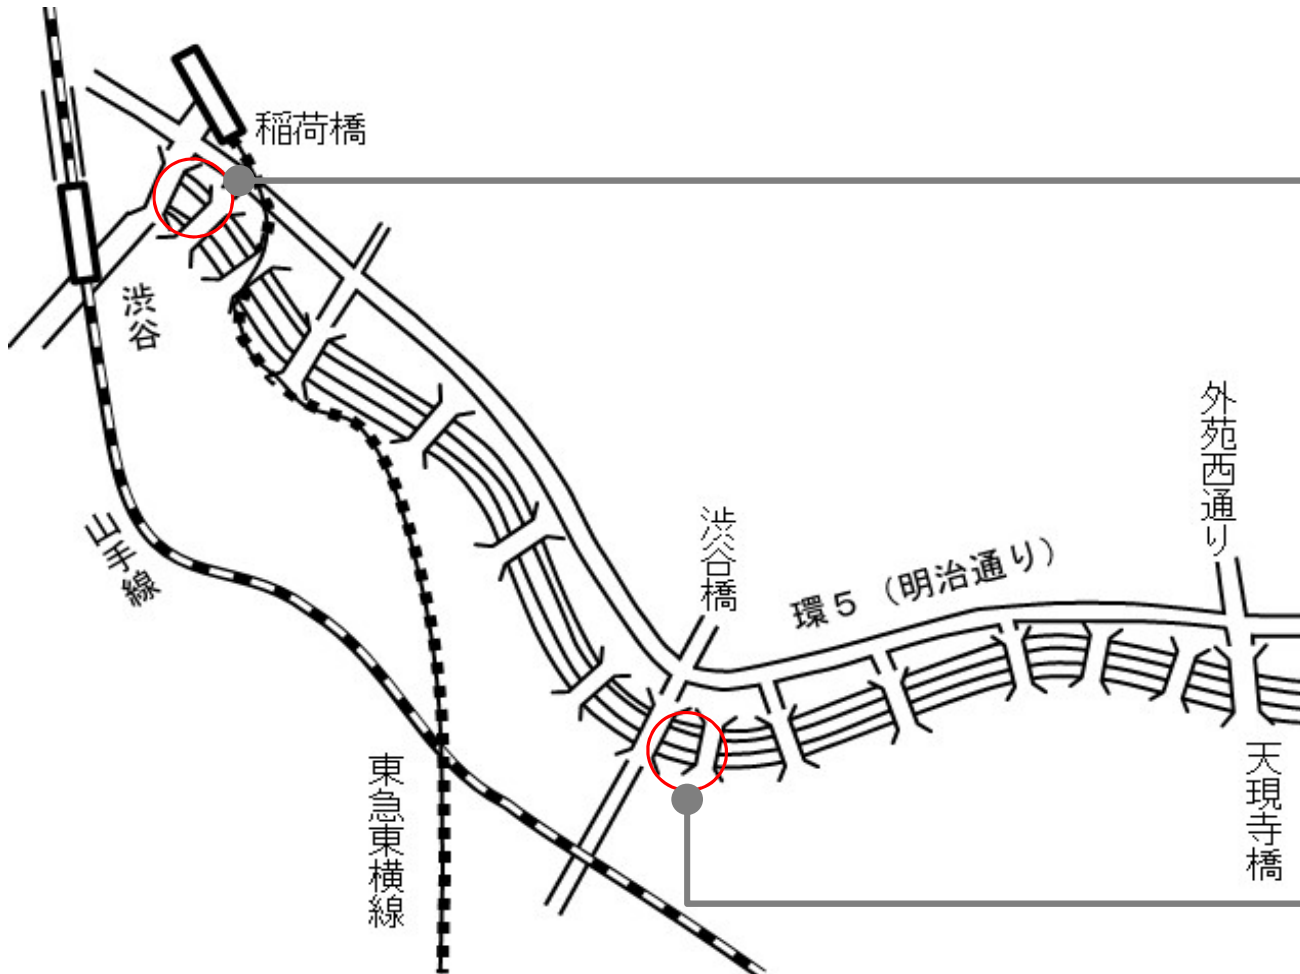 稲荷橋
渋谷
山手線
東急東横線
渋谷橋
環５（明治通り）
外苑西通り
天現寺橋